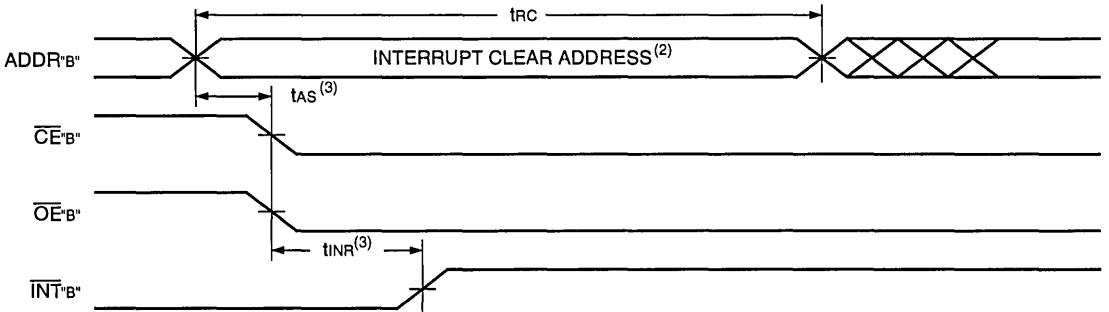 tRC
ADDR"B"
INTERRUPT CLEAR ADDRESS(2)
tAS(3)
CE"B"
OE"B"
tINR(3)
INT"B"